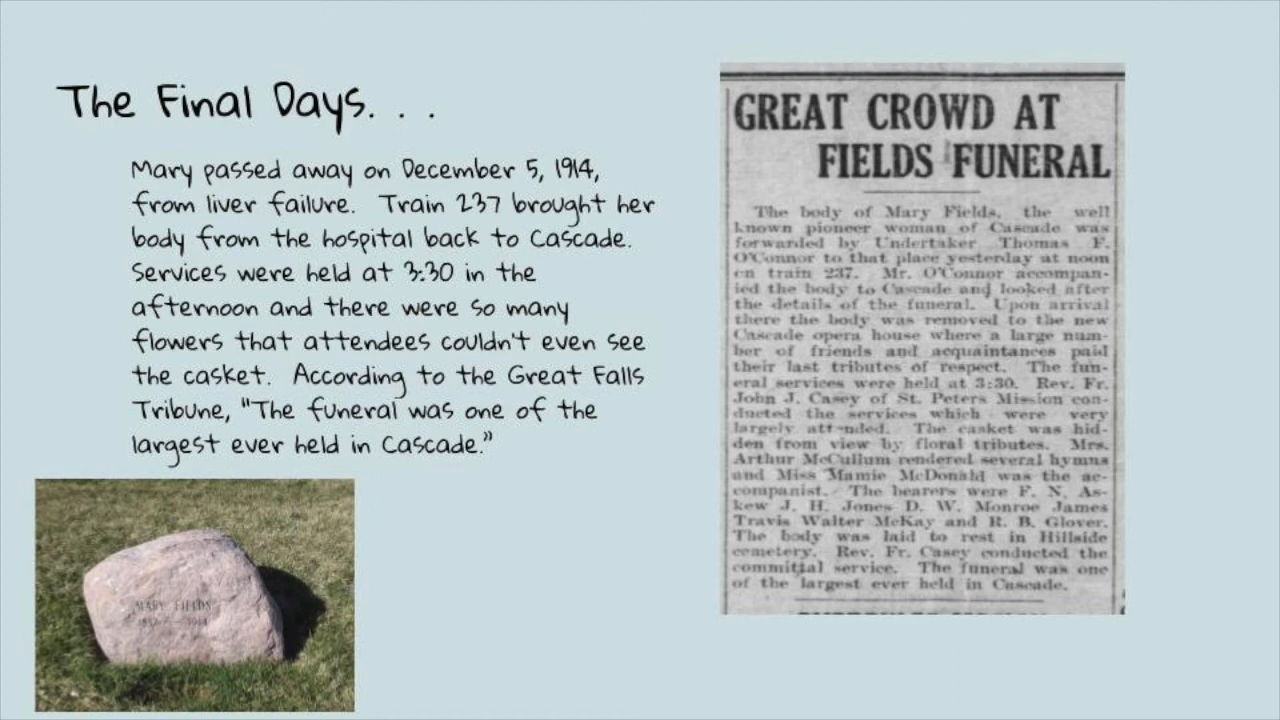 The Final Days. . .
Mary passed away on December 5, 1914,
from liver failure. Train 237 brought her
body from the hospital back to Cascade.
Services were held at 3:30 in the
afternoon and there were so many
flowers that attendees couldn't even see
the casket. According to the Great Falls
Tribune, "The funeral was one of the
largest ever held in Cascade."
GREAT CROWD AT
FIELDS FUNERAL
The body of Mary Fields, the well
known pioneer woman of Cascade was
forwarded by Undertaker Thomas F.
O'Connor to that place yesterday at noon
on train 237. Mr. O'Connor accompan-
ied the body to Cascade and looked after
the details of the funeral. Upon arrival
there the body was removed to the new
Cascade opera house where a large num-
ber of friends and acquaintances paid
their last tributes of respect. The fun-
eral services were held at 3:30. Rev. Fr.
John J. Casey of St. Peters Mission con-
ducted the services which were very
largely attended. The casket was hid-
den from view by floral tributes. Mrs.
Arthur McCullum rendered several hymns
and Miss Mamie McDonald was the ac-
companist. The bearers were F. N. As-
kew J. H. Jones D. W. Monroe James
Travis Walter McKay and R. B. Glover.
The body was laid to rest in Hillside
cemetery. Rev. Fr. Casey conducted the
committal service. The funeral was one
of the largest ever held in Cascade.
MARY FIELDS
1914